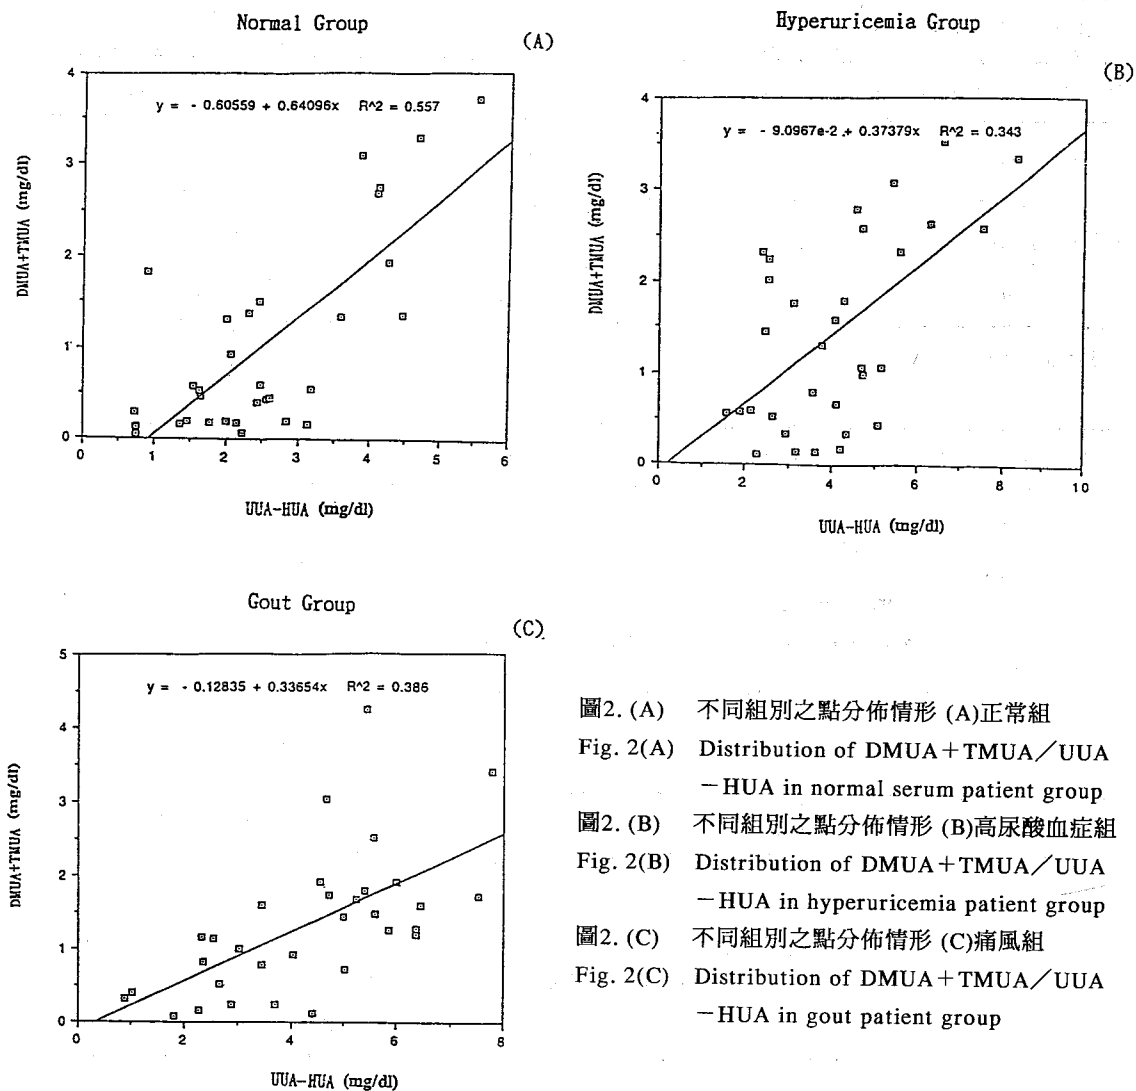 Normal Group
(A)
y = - 0.60559 + 0.64096x R^2 = 0.557
DMUA+TMUA (mg/dl)
4
3
2
1
0
0 1 2 3 4 5 6
UUA-HUA (mg/dl)
Hyperuricemia Group
(B)
y = - 9.0967e-2 + 0.37379x R^2 = 0.343
DMUA+TMUA (mg/dl)
4
3
2
1
0
0 2 4 6 8 10
UUA-HUA (mg/dl)
Gout Group
(C)
y = - 0.12835 + 0.33654x R^2 = 0.386
DMUA+TMUA (mg/dl)
5
4
3
2
1
0
0 2 4 6 8
UUA-HUA (mg/dl)
圖2. (A) 不同組別之點分佈情形 (A)正常組
Fig. 2(A) Distribution of DMUA+TMUA/UUA
-HUA in normal serum patient group
圖2. (B) 不同組別之點分佈情形 (B)高尿酸血症組
Fig. 2(B) Distribution of DMUA+TMUA/UUA
-HUA in hyperuricemia patient group
圖2. (C) 不同組別之點分佈情形 (C)痛風組
Fig. 2(C) Distribution of DMUA+TMUA/UUA
-HUA in gout patient group